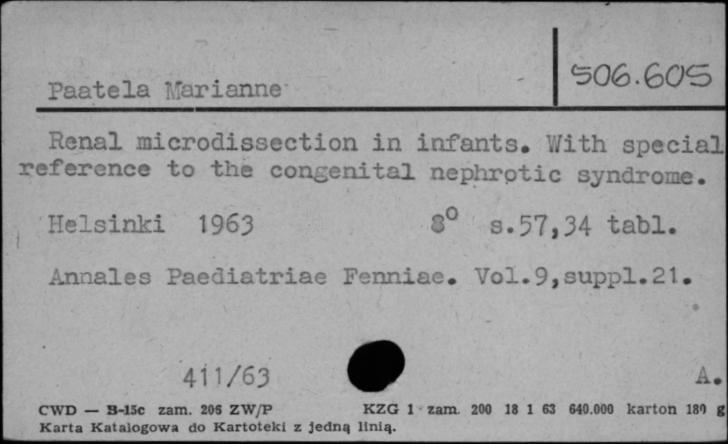 506.605
Paatela Marianne
Renal microdissection in infants. With special
reference to the congenital nephrotic syndrome.
Helsinki 1963 8° s.57,34 tabl.
Annales Paediatriae Fenniae. Vol.9,suppl.21.
411/63 A.
CWD — B-15c zam. 206 ZW/P KZG 1 zam. 200 18 1 63 640.000 karton 180 g
Karta Katalogowa do Kartoteki z jedną linią.